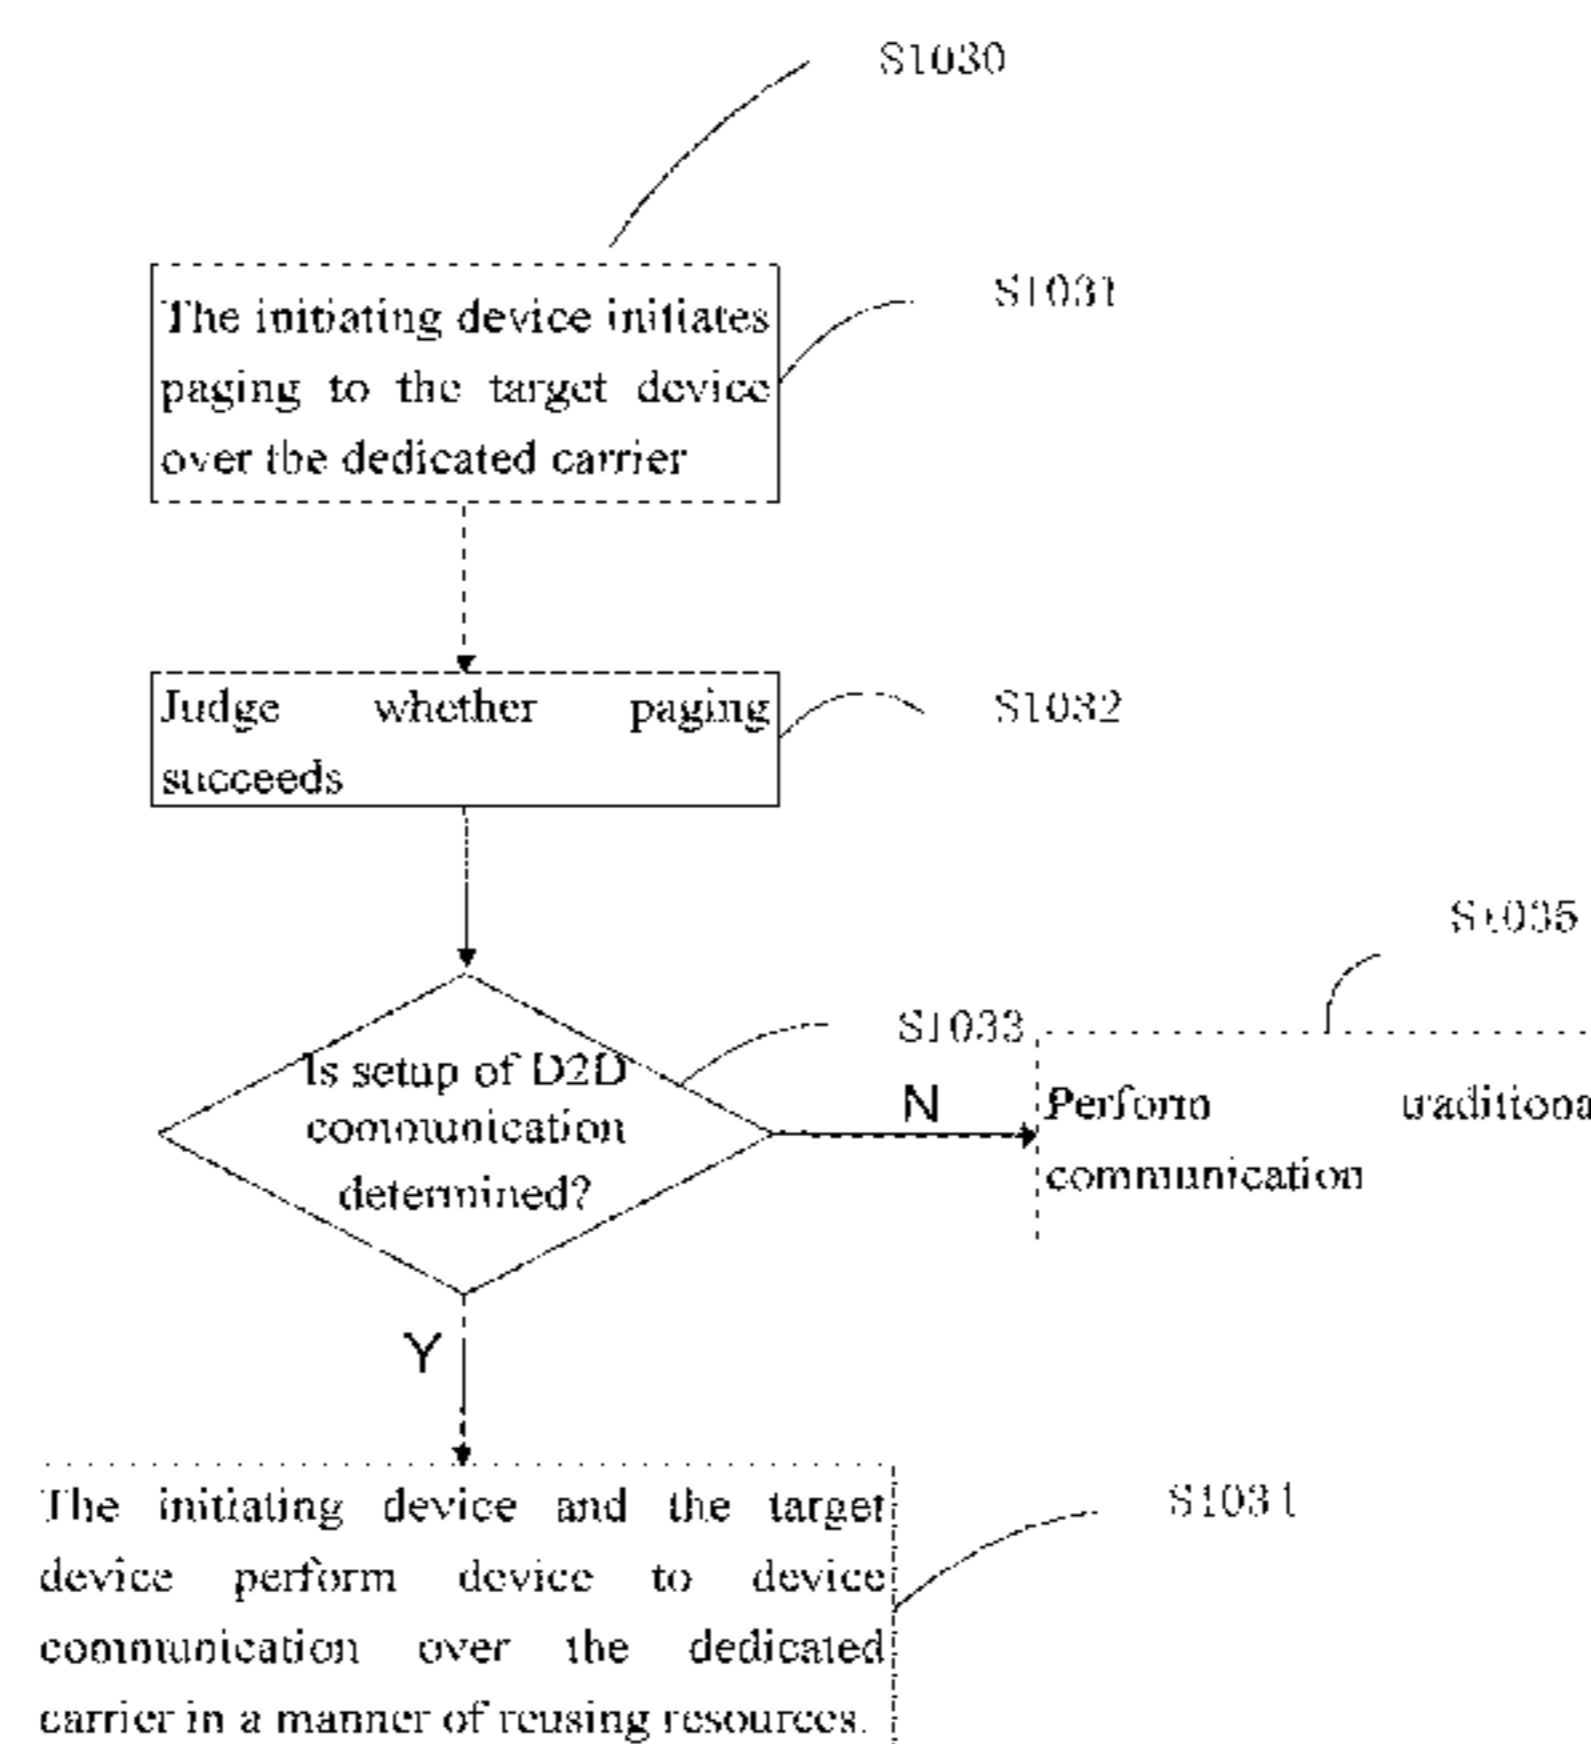 S1030
The initiating device initiates
paging to the target device
over the dedicated carrier
S1031
Judge whether paging
succeeds
S1032
Is setup of D2D
communication
determined?
S1033
N
S1035
Perform traditiona
communication
Y
The initiating device and the target
device perform device to device
communication over the dedicated
carrier in a manner of reusing resources.